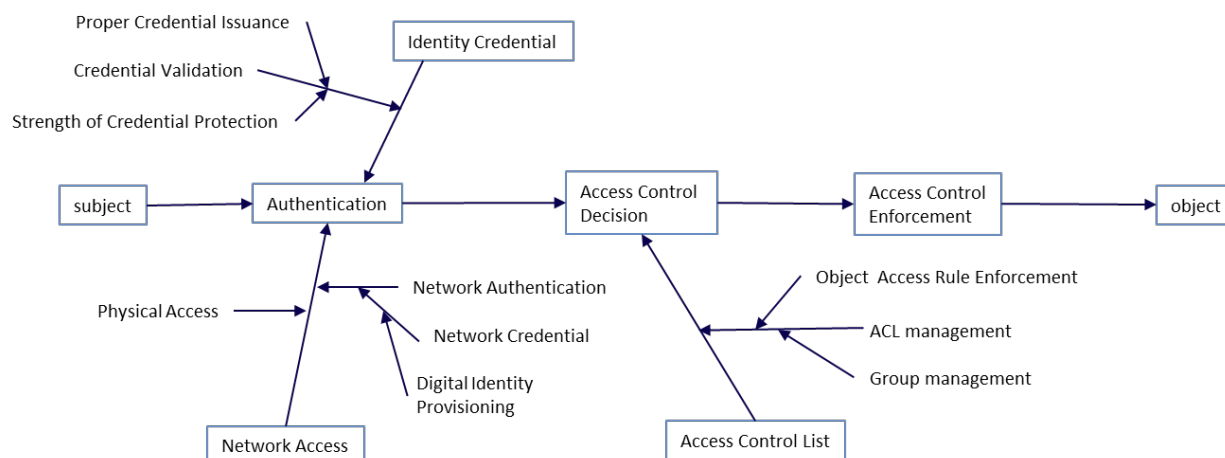 Proper Credential Issuance
Identity Credential
Credential Validation
Strength of Credential Protection
subject
Authentication
Access Control
Decision
Access Control
Enforcement
object
Physical Access
Network Authentication
Network Credential
Digital Identity
Provisioning
Network Access
Object  Access Rule Enforcement
ACL management
Group management
Access Control List